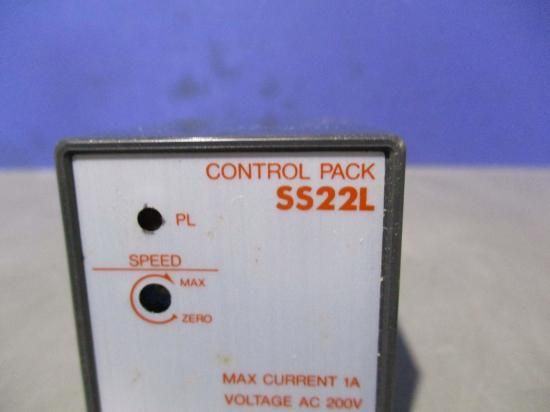 CONTROL PACK
SS22L
PL
SPEED
MAX
ZERO
MAX CURRENT 1A
VOLTAGE AC 200V